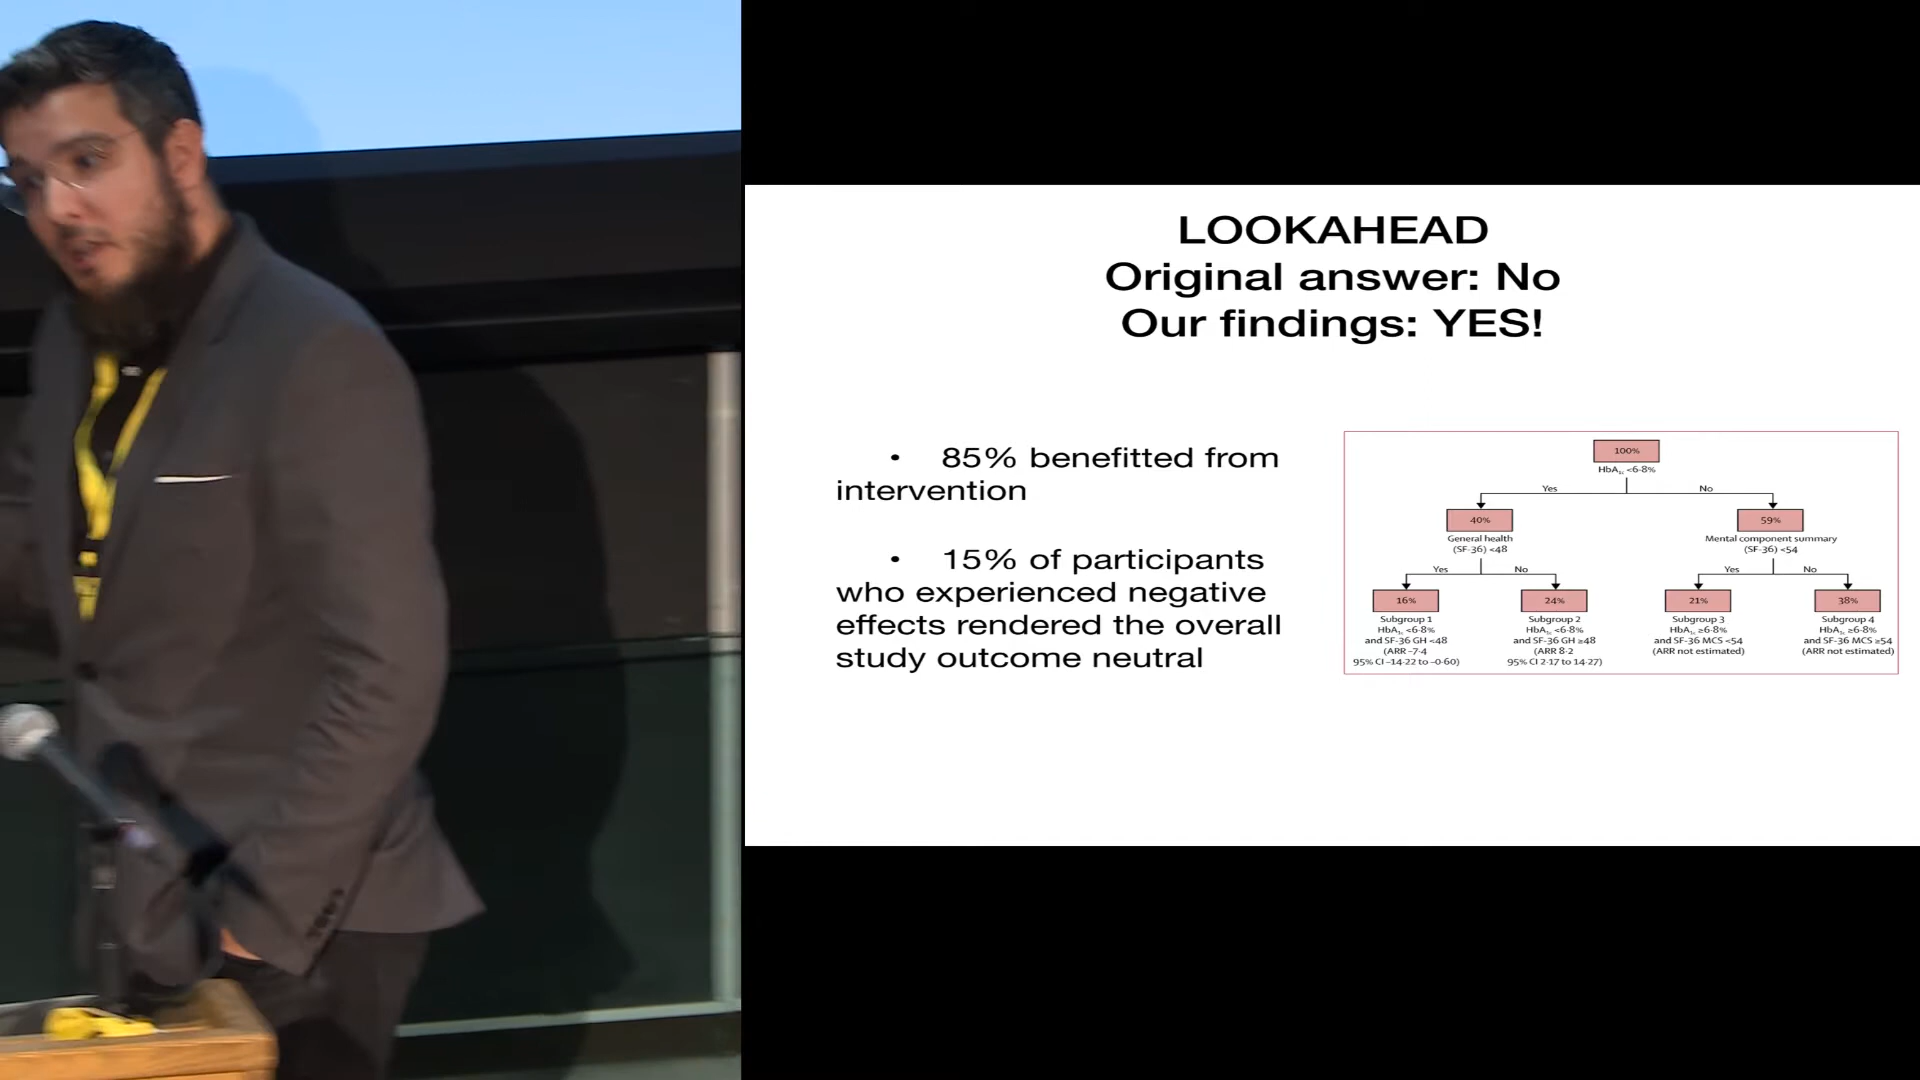 LOOKAHEAD
Original answer: No
Our findings: YES!
• 85% benefitted from
intervention
• 15% of participants
who experienced negative
effects rendered the overall
study outcome neutral
100%
HbA1c <6·8%
Yes
No
40%
59%
General health
(SF-36) <48
Mental component summary
(SF-36) <54
Yes
No
Yes
No
16%
24%
21%
38%
Subgroup 1
HbA1c <6·8%
and SF-36 GH <48
(ARR –7·4
95% CI –14·22 to –0·60)
Subgroup 2
HbA1c <6·8%
and SF-36 GH ≥48
(ARR 8·2
95% CI 2·17 to 14·27)
Subgroup 3
HbA1c ≥6·8%
and SF-36 MCS <54
(ARR not estimated)
Subgroup 4
HbA1c ≥6·8%
and SF-36 MCS ≥54
(ARR not estimated)